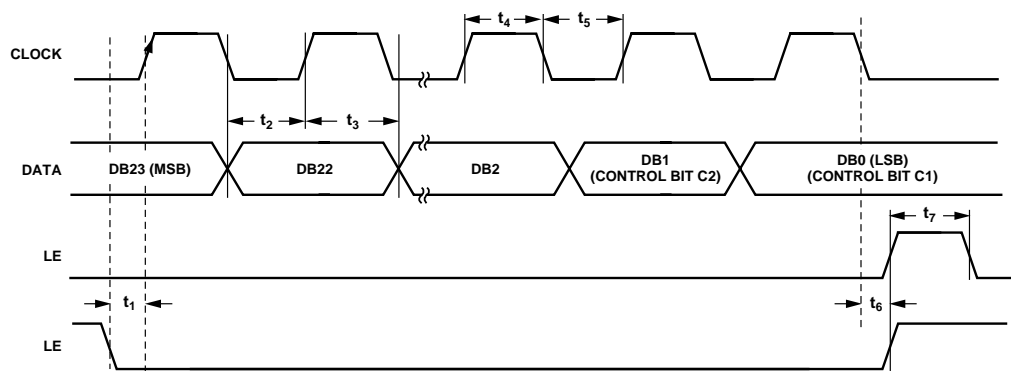 t4 t5
CLOCK
t2 t3
DATA DB23 (MSB) DB22 DB2 DB1 (CONTROL BIT C2) DB0 (LSB) (CONTROL BIT C1)
t7
LE
t1 t6
LE